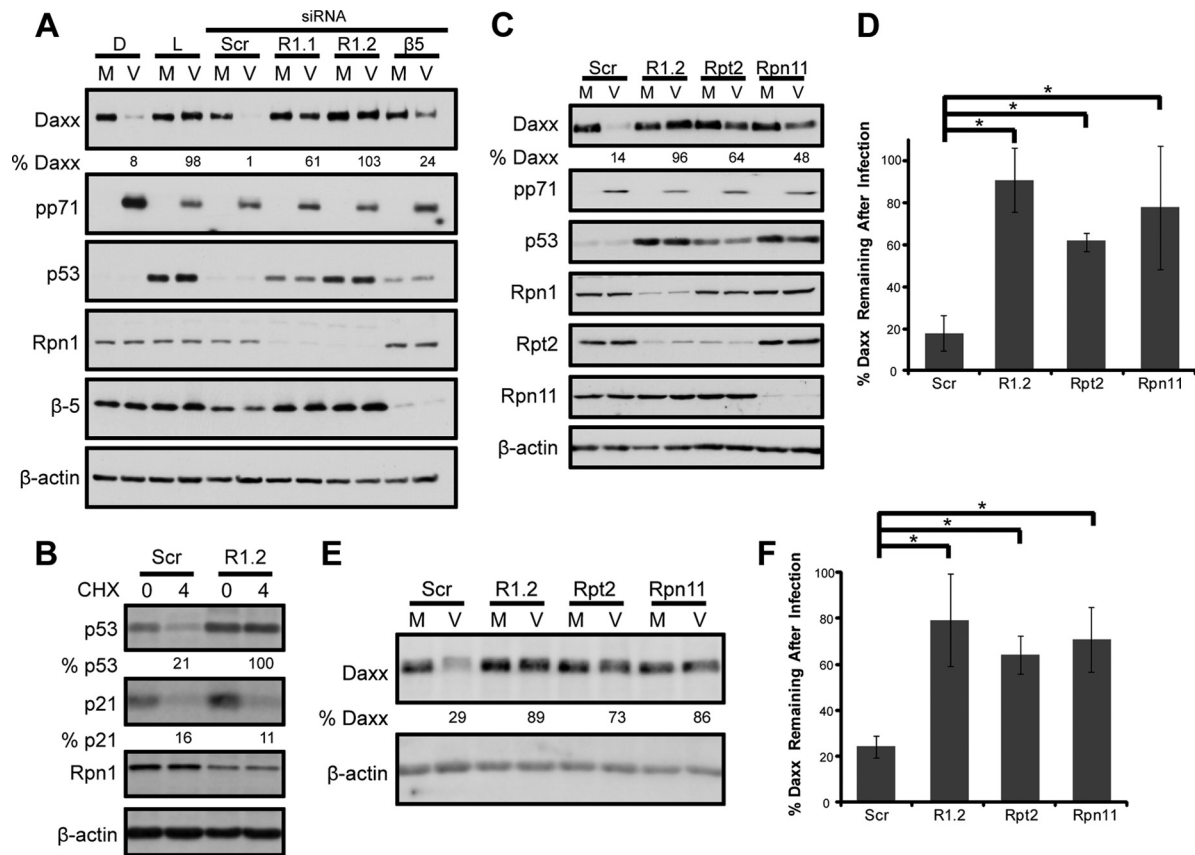 A
siRNA
D L Scr R1.1 R1.2 β5
M V M V M V M V M V M V
Daxx
% Daxx 8 98 1 61 103 24
pp71
p53
Rpn1
β-5
β-actin
B
Scr R1.2
CHX 0 4 0 4
p53
% p53 21 100
p21
% p21 16 11
Rpn1
β-actin
C
Scr R1.2 Rpt2 Rpn11
M V M V M V M V
Daxx
% Daxx 14 96 64 48
pp71
p53
Rpn1
Rpt2
Rpn11
β-actin
D
% Daxx Remaining After Infection
* * *
100
80
60
40
20
0
Scr R1.2 Rpt2 Rpn11
E
Scr R1.2 Rpt2 Rpn11
M V M V M V M V
Daxx
% Daxx 29 89 73 86
β-actin
F
% Daxx Remaining After Infection
* * *
100
80
60
40
20
0
Scr R1.2 Rpt2 Rpn11